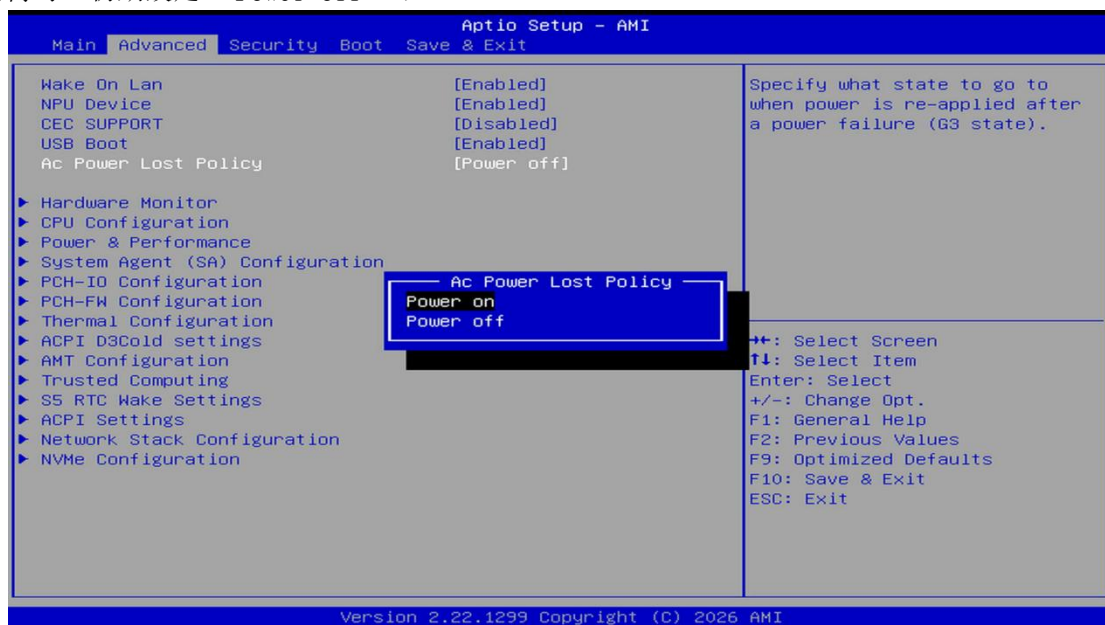 Aptio Setup – AMI
Main Advanced Security Boot Save & Exit
Wake On Lan [Enabled]
NPU Device [Enabled]
CEC SUPPORT [Disabled]
USB Boot [Enabled]
Ac Power Lost Policy [Power off]
Hardware Monitor
CPU Configuration
Power & Performance
System Agent (SA) Configuration
PCH-IO Configuration
PCH-FW Configuration
Thermal Configuration
ACPI D3Cold settings
AMT Configuration
Trusted Computing
S5 RTC Wake Settings
ACPI Settings
Network Stack Configuration
NVMe Configuration
Ac Power Lost Policy
Power on
Power off
Specify what state to go to
when power is re-applied after
a power failure (G3 state).
→←: Select Screen
↑↓: Select Item
Enter: Select
+/-: Change Opt.
F1: General Help
F2: Previous Values
F9: Optimized Defaults
F10: Save & Exit
ESC: Exit
Version 2.22.1299 Copyright (C) 2026 AMI